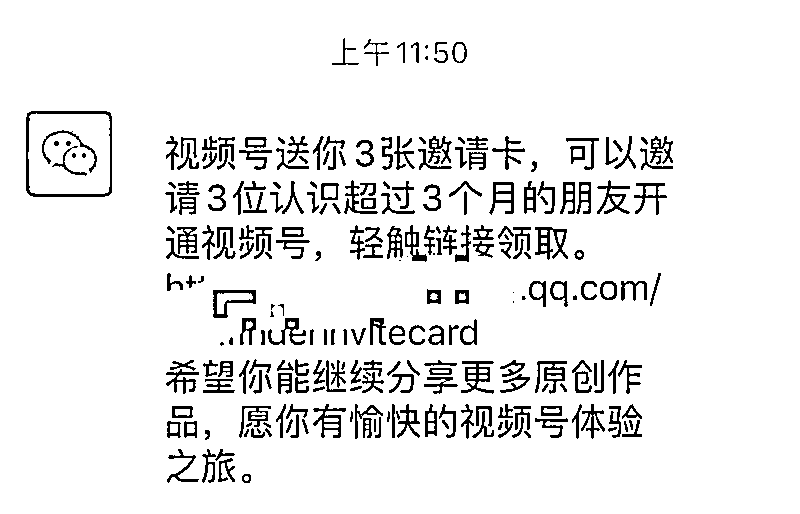 上午11:50
视频号送你3张邀请卡，可以邀
请3位认识超过3个月的朋友开
通视频号，轻触链接领取。
.qq.com/
希望你能继续分享更多原创作
品，愿你有愉快的视频号体验
之旅。